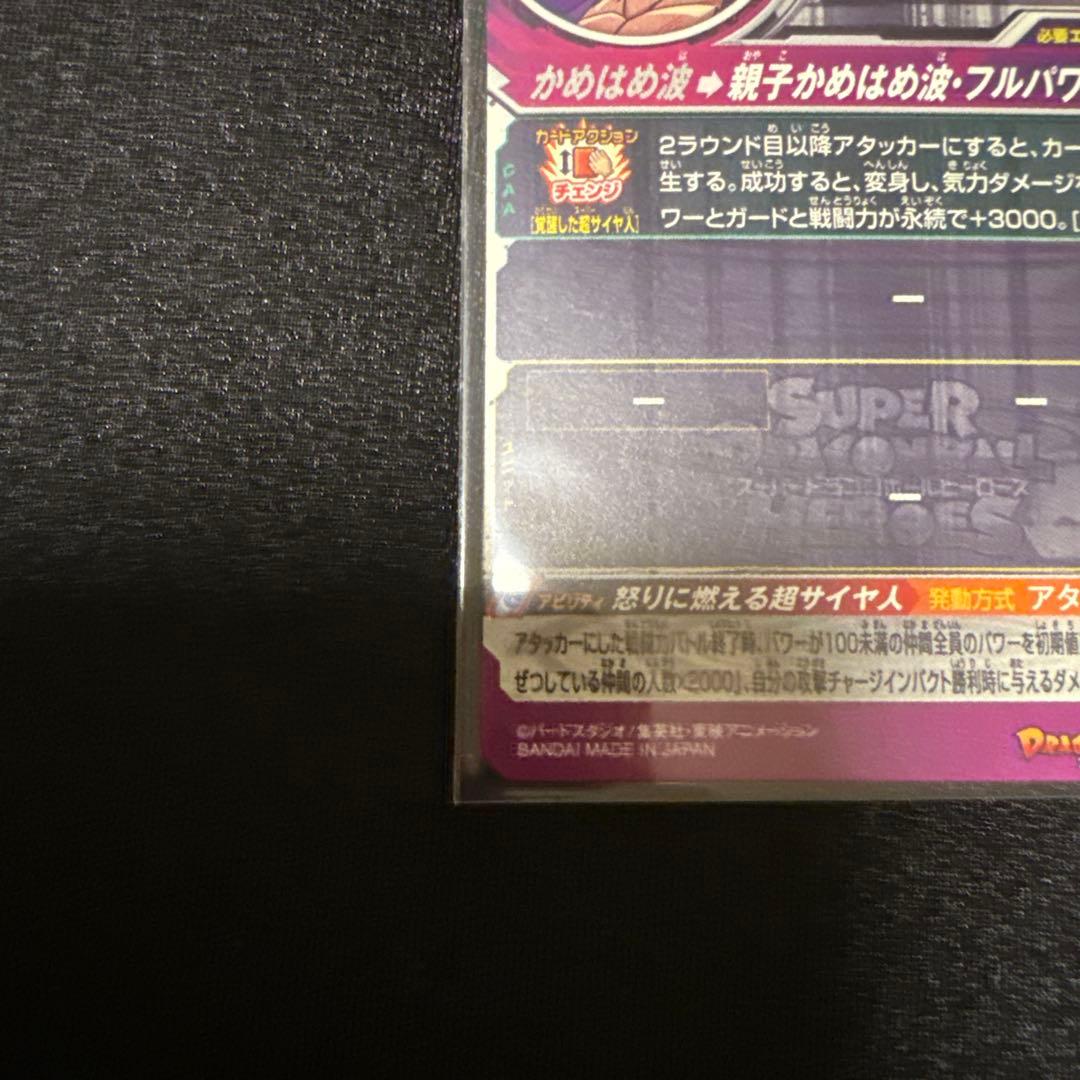 必要エ
かめはめ波➡親子かめはめ波・フルパワ
カードアクション
チェンジ
[覚醒した超サイヤ人]
CAA
2ラウンド目以降アタッカーにすると、カー
生する。成功すると、変身し、気力ダメージ
ワーとガードと戦闘力が永続で+3000。[
ー
ー
ー
ー
SUPER
DRAGON BALL
スーパードラゴンボールヒーローズ
HEROES
アビリティ 怒りに燃える超サイヤ人 発動方式 アタ
アタッカーにした戦闘力バトル終了時、パワーが100未満の仲間全員のパワーを初期値
ぜつしている仲間の人数×2000」、自分の攻撃チャージインパクト勝利時に与えるダメ
©バードスタジオ/集英社・東映アニメーション
BANDAI MADE IN JAPAN
DRAG